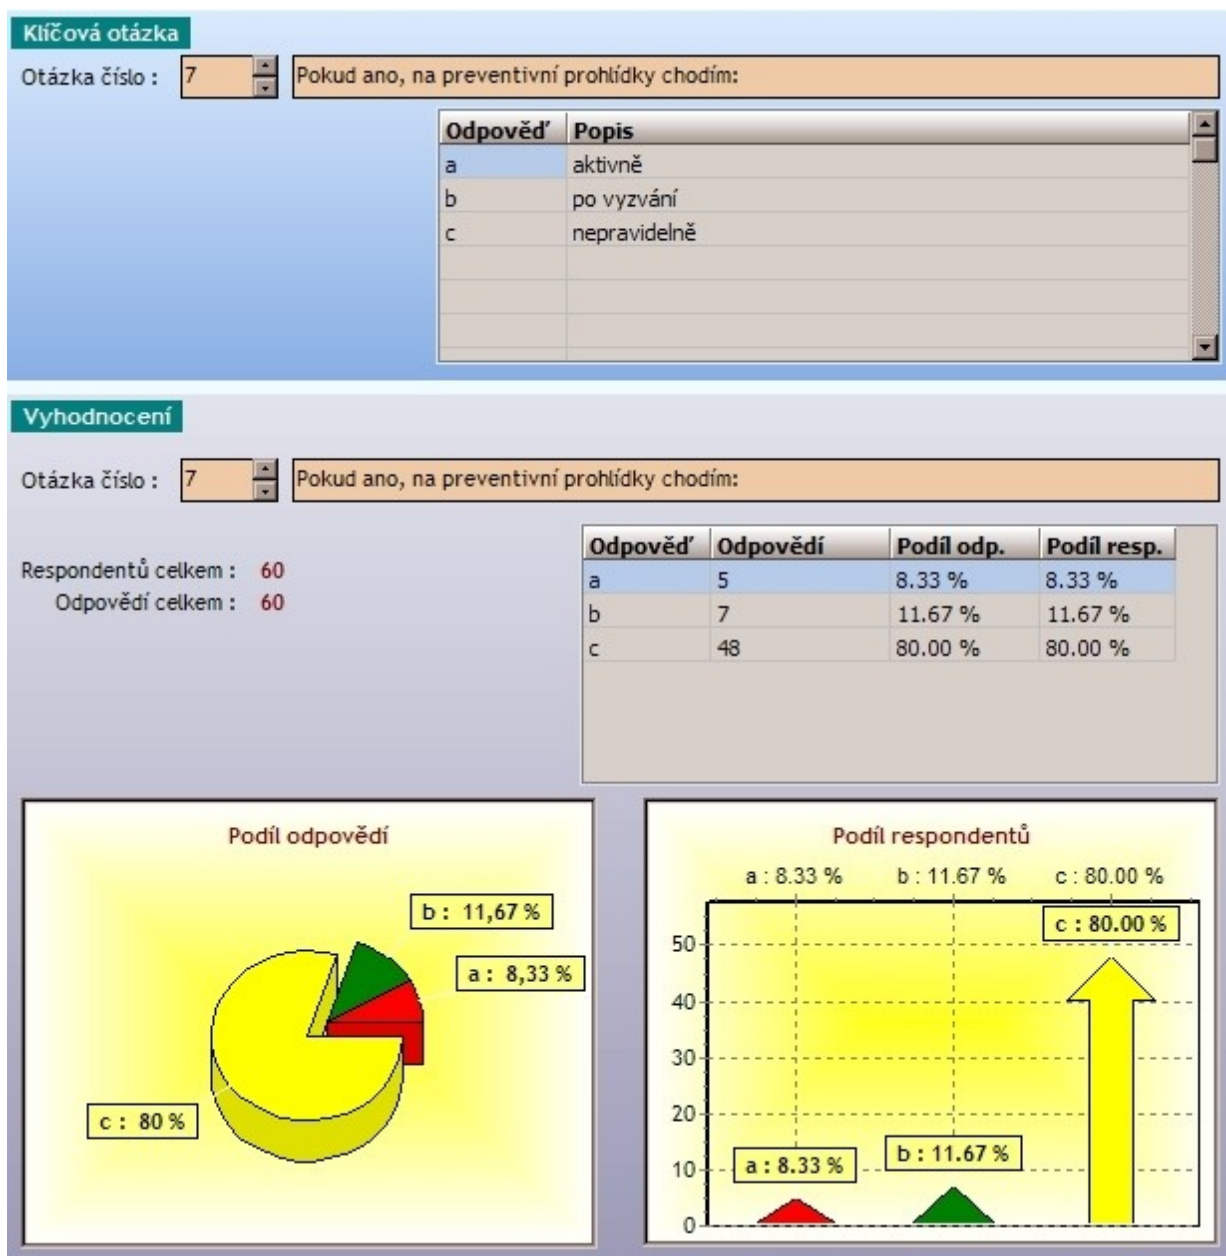 Klíčová otázka
Otázka číslo : 7 Pokud ano, na preventivní prohlídky chodím:
Odpověď Popis
a aktivně
b po vyzvání
c nepravidelně
Vyhodnocení
Otázka číslo : 7 Pokud ano, na preventivní prohlídky chodím:
Respondentů celkem : 60
Odpovědí celkem : 60
Odpověď Odpovědí Podíl odp. Podíl resp.
a 5 8.33 % 8.33 %
b 7 11.67 % 11.67 %
c 48 80.00 % 80.00 %
Podíl odpovědí
b : 11,67 %
a : 8,33 %
c : 80 %
Podíl respondentů
a : 8.33 % b : 11.67 % c : 80.00 %
c : 80.00 %
50
40
30
20
b : 11.67 %
a : 8.33 %
10
0